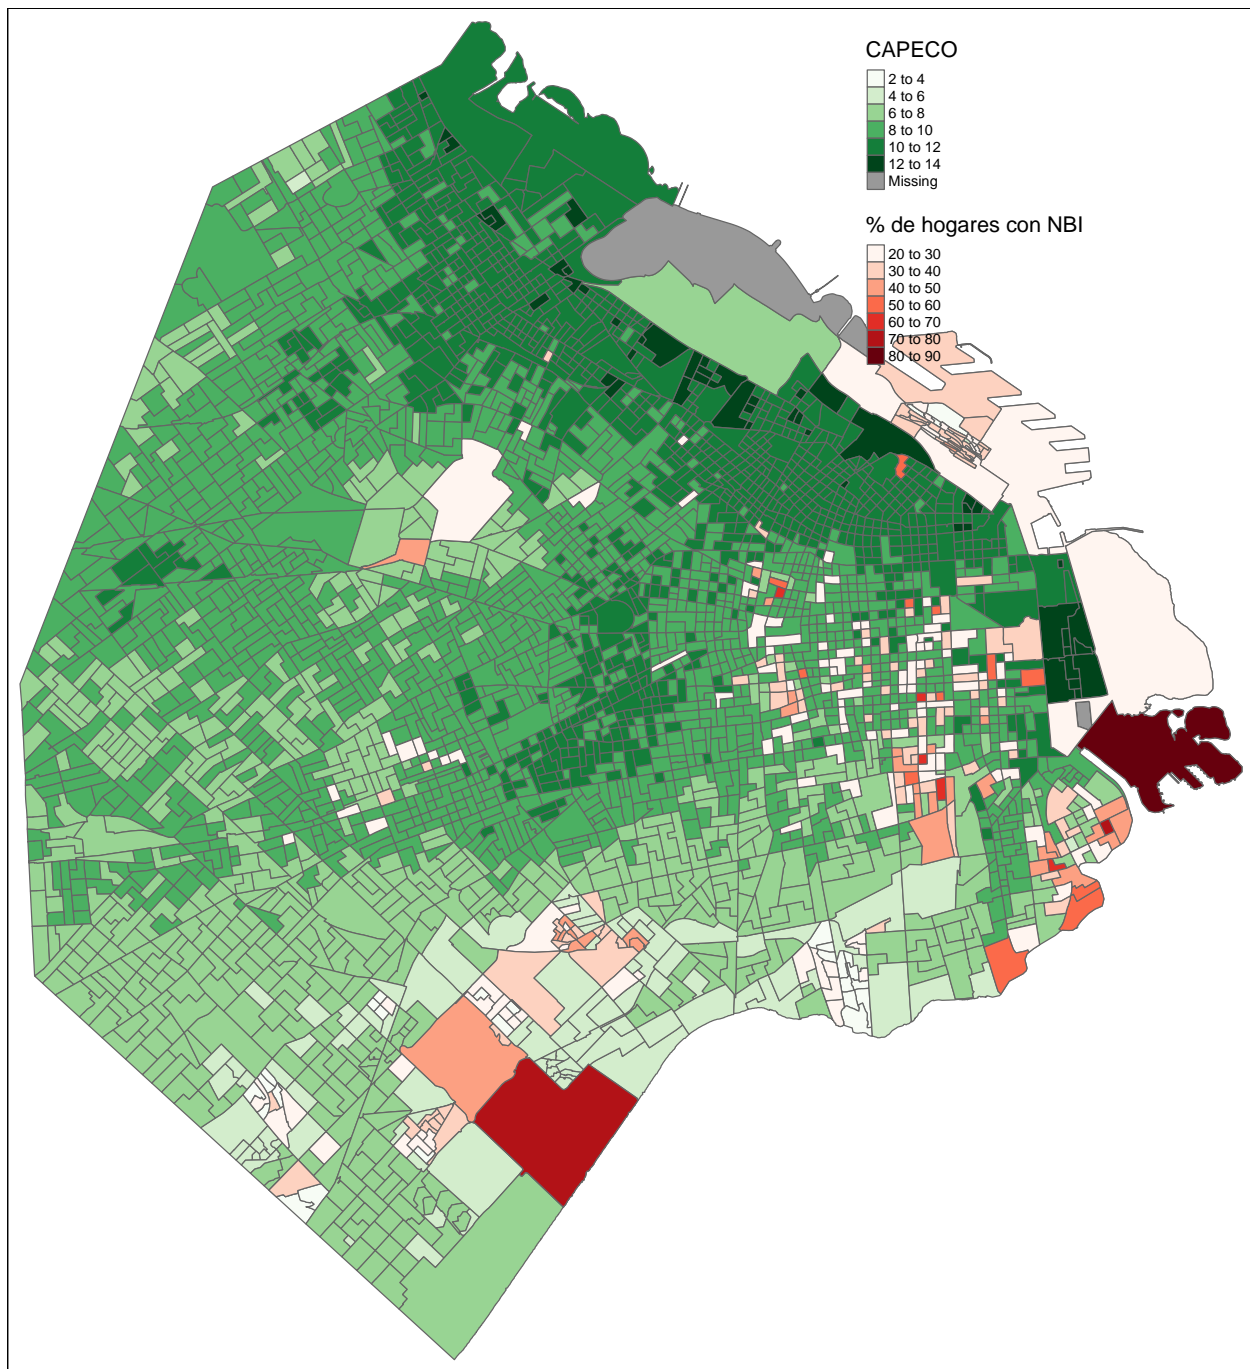 CAPECO
2 to 4
4 to 6
6 to 8
8 to 10
10 to 12
12 to 14
Missing
% de hogares con NBI
20 to 30
30 to 40
40 to 50
50 to 60
60 to 70
70 to 80
80 to 90